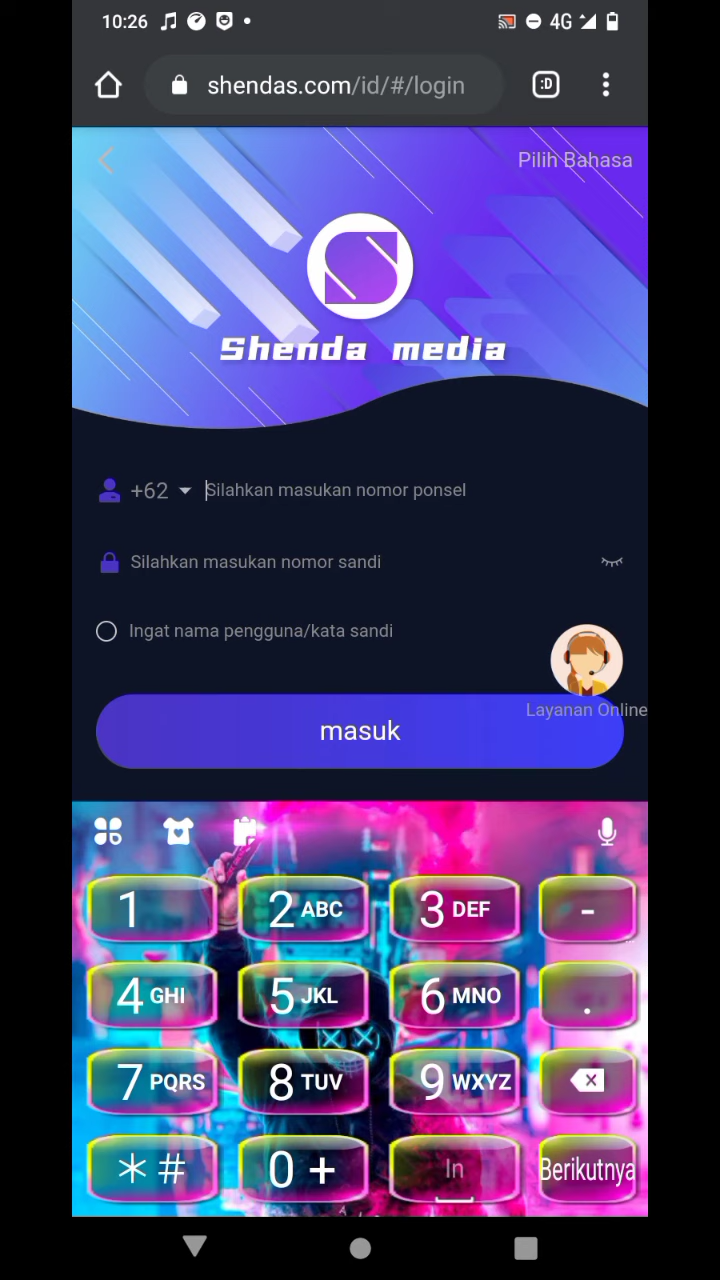 10:26 4G
:D
shendas.com/id/#/login
Pilih Bahasa
Shenda media
+62 Silahkan masukan nomor ponsel
Silahkan masukan nomor sandi
Ingat nama pengguna/kata sandi
Layanan Online
masuk
1 2 ABC 3 DEF -
4 GHI 5 JKL 6 MNO .
7 PQRS 8 TUV 9 WXYZ
*# 0 + In Berikutnya